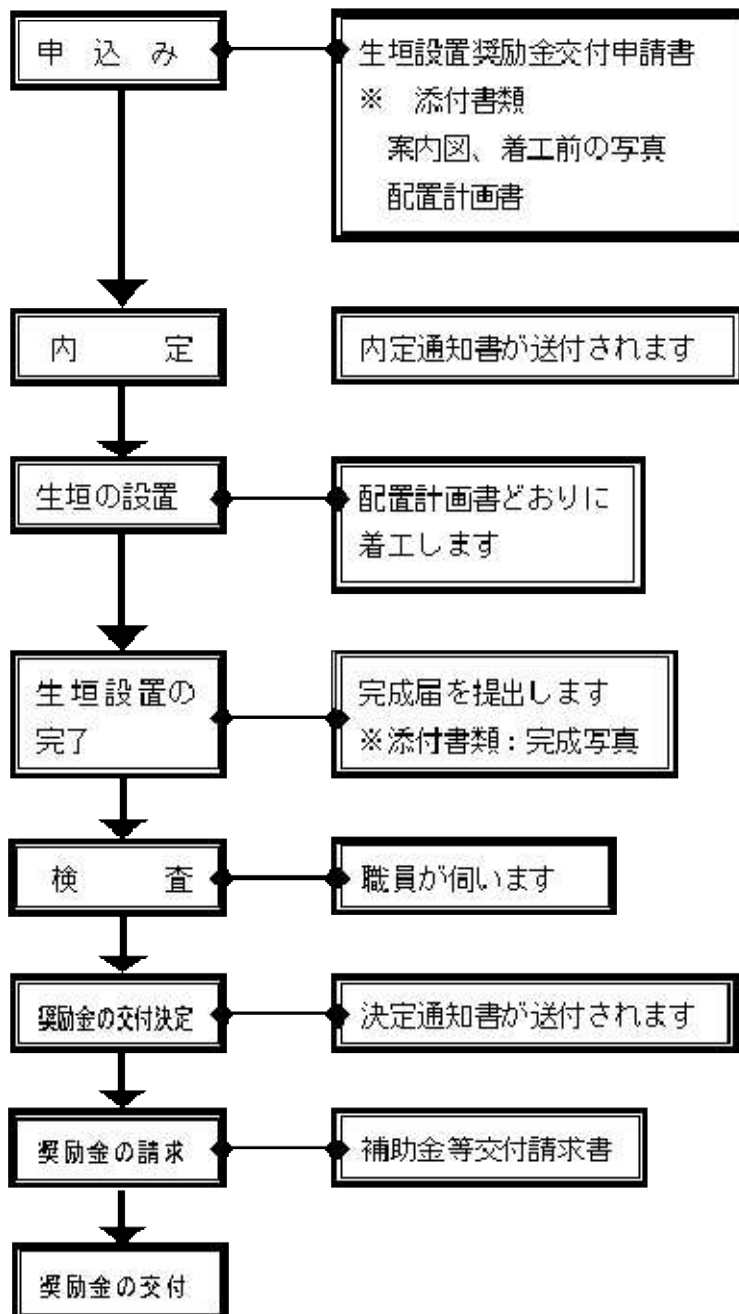 申込み
生垣設置奨励金交付申請書
※ 添付書類
案内図、着工前の写真
配置計画書
内定
内定通知書が送付されます
生垣の設置
配置計画書どおりに
着工します
生垣設置の
完了
完成届を提出します
※添付書類：完成写真
検査
職員が伺います
奨励金の交付決定
決定通知書が送付されます
奨励金の請求
補助金等交付請求書
奨励金の交付